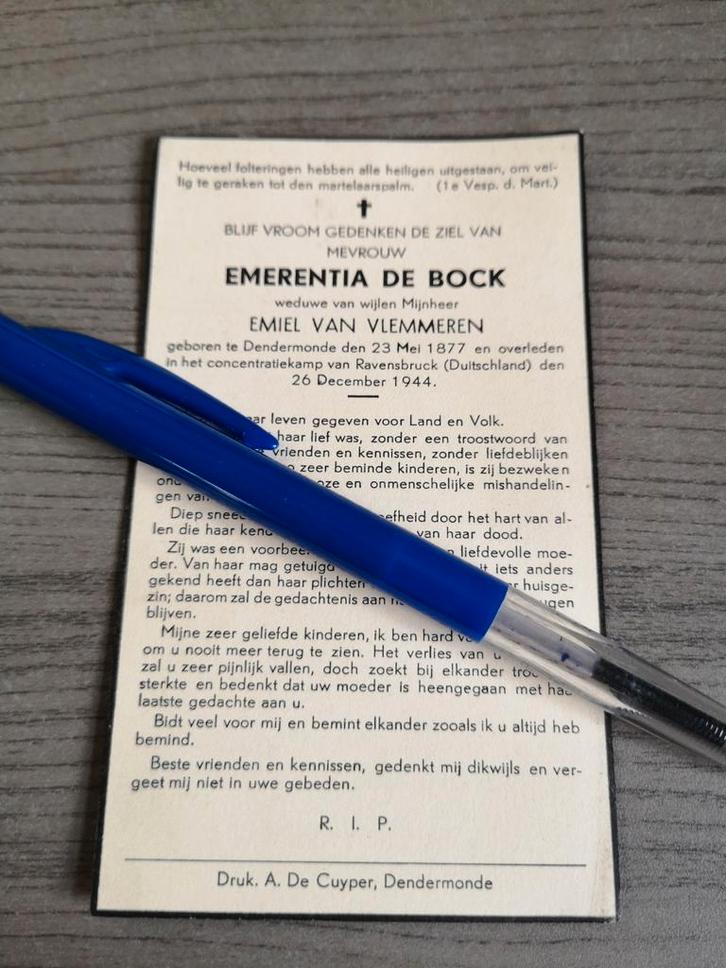 Hoeveel folteringen hebben alle heiligen uitgestaan, om vei-
lig te geraken tot den martelaarspalm. (1e Vesp. d. Mart.)
BLIJF VROOM GEDENKEN DE ZIEL VAN
MEVROUW
EMERENTIA DE BOCK
weduwe van wijlen Mijnheer
EMIEL VAN VLEMMEREN
geboren te Dendermonde den 23 Mei 1877 en overleden
in het concentratiekamp van Ravensbruck (Duitschland) den
26 December 1944.
leven gegeven voor Land en Volk.
haar lief was, zonder een troostwoord van
vrienden en kennissen, zonder liefdeblijken
zeer beminde kinderen, is zij bezweken
en onmenschelijke mishandelin-
gen
Diep door het hart van al-
len die haar van haar dood.
Zij was een liefdevolle moe-
der. Van haar mag iets anders
gekend heeft dan haar plichten huisge-
zin; daarom zal de gedachtenis aan
blijven.
Mijne zeer geliefde kinderen, ik ben hard
om u nooit meer terug te zien. Het verlies van
zal u zeer pijnlijk vallen, doch zoekt bij elkander
sterkte en bedenkt dat uw moeder is heengegaan met
laatste gedachte aan u.
Bidt veel voor mij en bemint elkander zooals ik u altijd heb
bemind.
Beste vrienden en kennissen, gedenkt mij dikwijls en ver-
geet mij niet in uwe gebeden.
R. I. P.
Druk. A. De Cuyper, Dendermonde